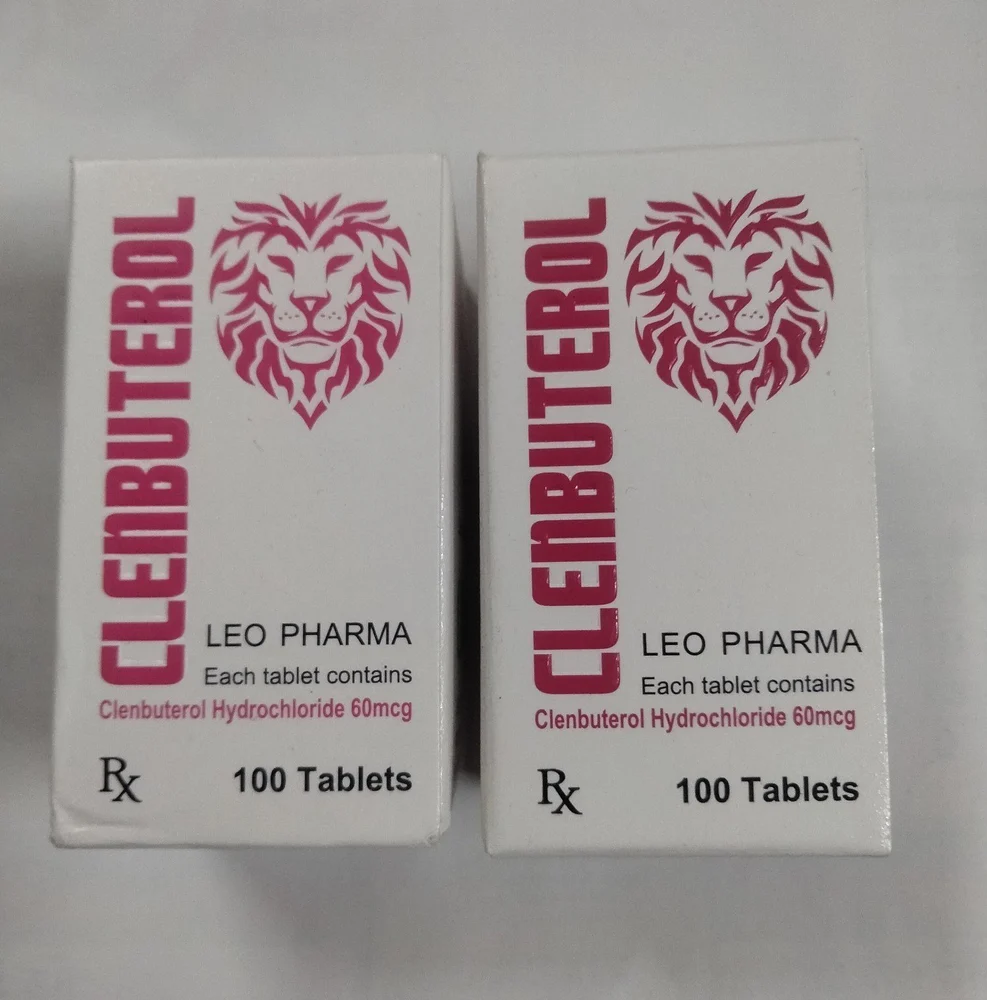 CLENBUTEROL
LEO PHARMA
Each tablet contains
Clenbuterol Hydrochloride 60mcg
Rx 100 Tablets
CLENBUTEROL
LEO PHARMA
Each tablet contains
Clenbuterol Hydrochloride 60mcg
Rx 100 Tablets